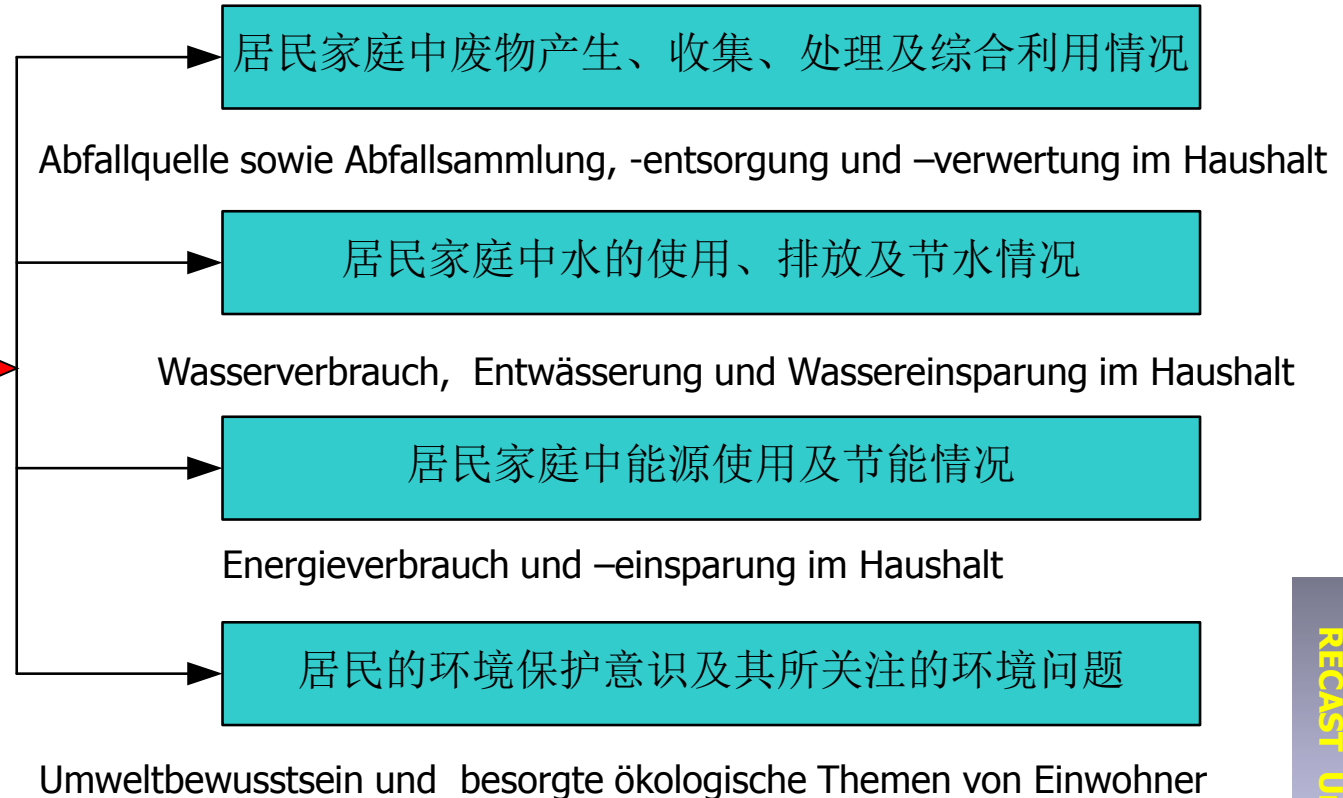 居民家庭中废物产生、收集、处理及综合利用情况
Abfallquelle sowie Abfallsammlung, -entsorgung und –verwertung im Haushalt
居民家庭中水的使用、排放及节水情况
Wasserverbrauch, Entwässerung und Wassereinsparung im Haushalt
居民家庭中能源使用及节能情况
Energieverbrauch und –einsparung im Haushalt
居民的环境保护意识及其所关注的环境问题
Umweltbewusstsein und besorgte ökologische Themen von Einwohner
RECAST